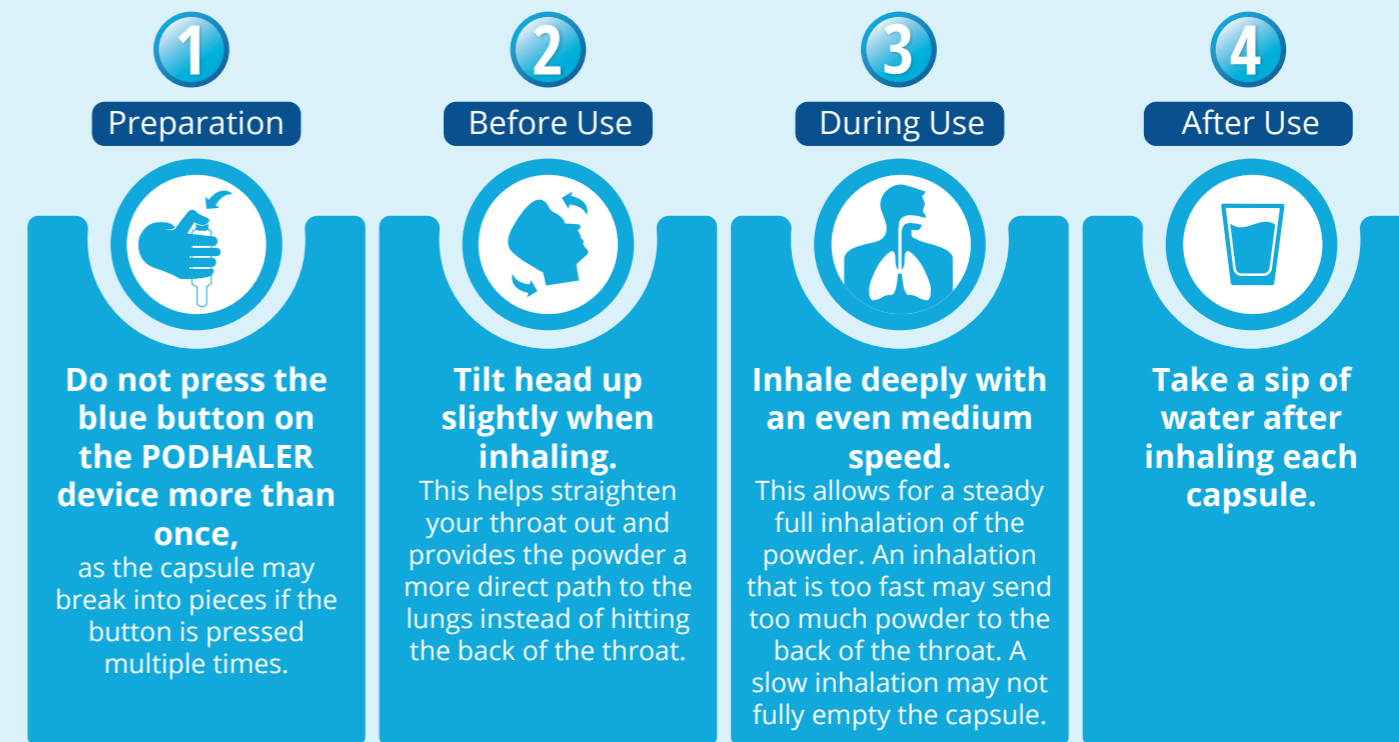 1
Preparation
Do not press the
blue button on
the PODHALER
device more than
once,
as the capsule may
break into pieces if the
button is pressed
multiple times.
2
Before Use
Tilt head up
slightly when
inhaling.
This helps straighten
your throat out and
provides the powder a
more direct path to the
lungs instead of hitting
the back of the throat.
3
During Use
Inhale deeply with
an even medium
speed.
This allows for a steady
full inhalation of the
powder. An inhalation
that is too fast may send
too much powder to the
back of the throat. A
slow inhalation may not
fully empty the capsule.
4
After Use
Take a sip of
water after
inhaling each
capsule.